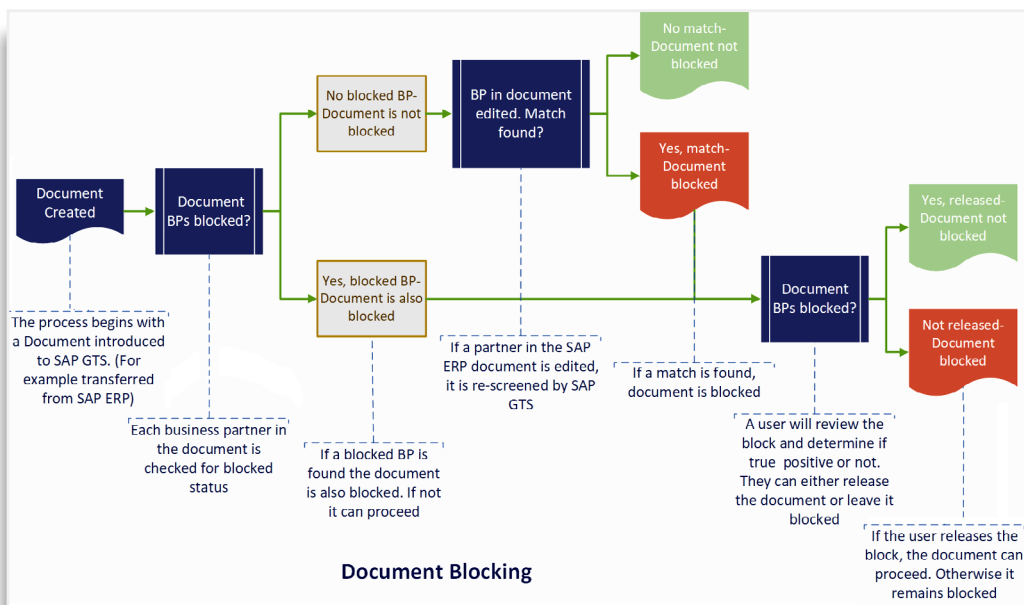 Document
Created
Document
BPs blocked?
No blocked BP-
Document is not
blocked
Yes, blocked BP-
Document is also
blocked
BP in document
edited. Match
found?
No match-
Document not
blocked
Yes, match-
Document
blocked
Document
BPs blocked?
Yes, released-
Document not
blocked
Not released-
Document
blocked
The process begins with
a Document introduced
to SAP GTS. (For
example transferred
from SAP ERP)
Each business partner in
the document is
checked for blocked
status
If a blocked BP is
found the document
is also blocked. If not
it can proceed
If a partner in the SAP
ERP document is edited,
it is re-screened by SAP
GTS
If a match is found,
document is blocked
A user will review the
block and determine if
true positive or not.
They can either release
the document or leave it
blocked
If the user releases the
block, the document can
proceed. Otherwise it
remains blocked
Document Blocking